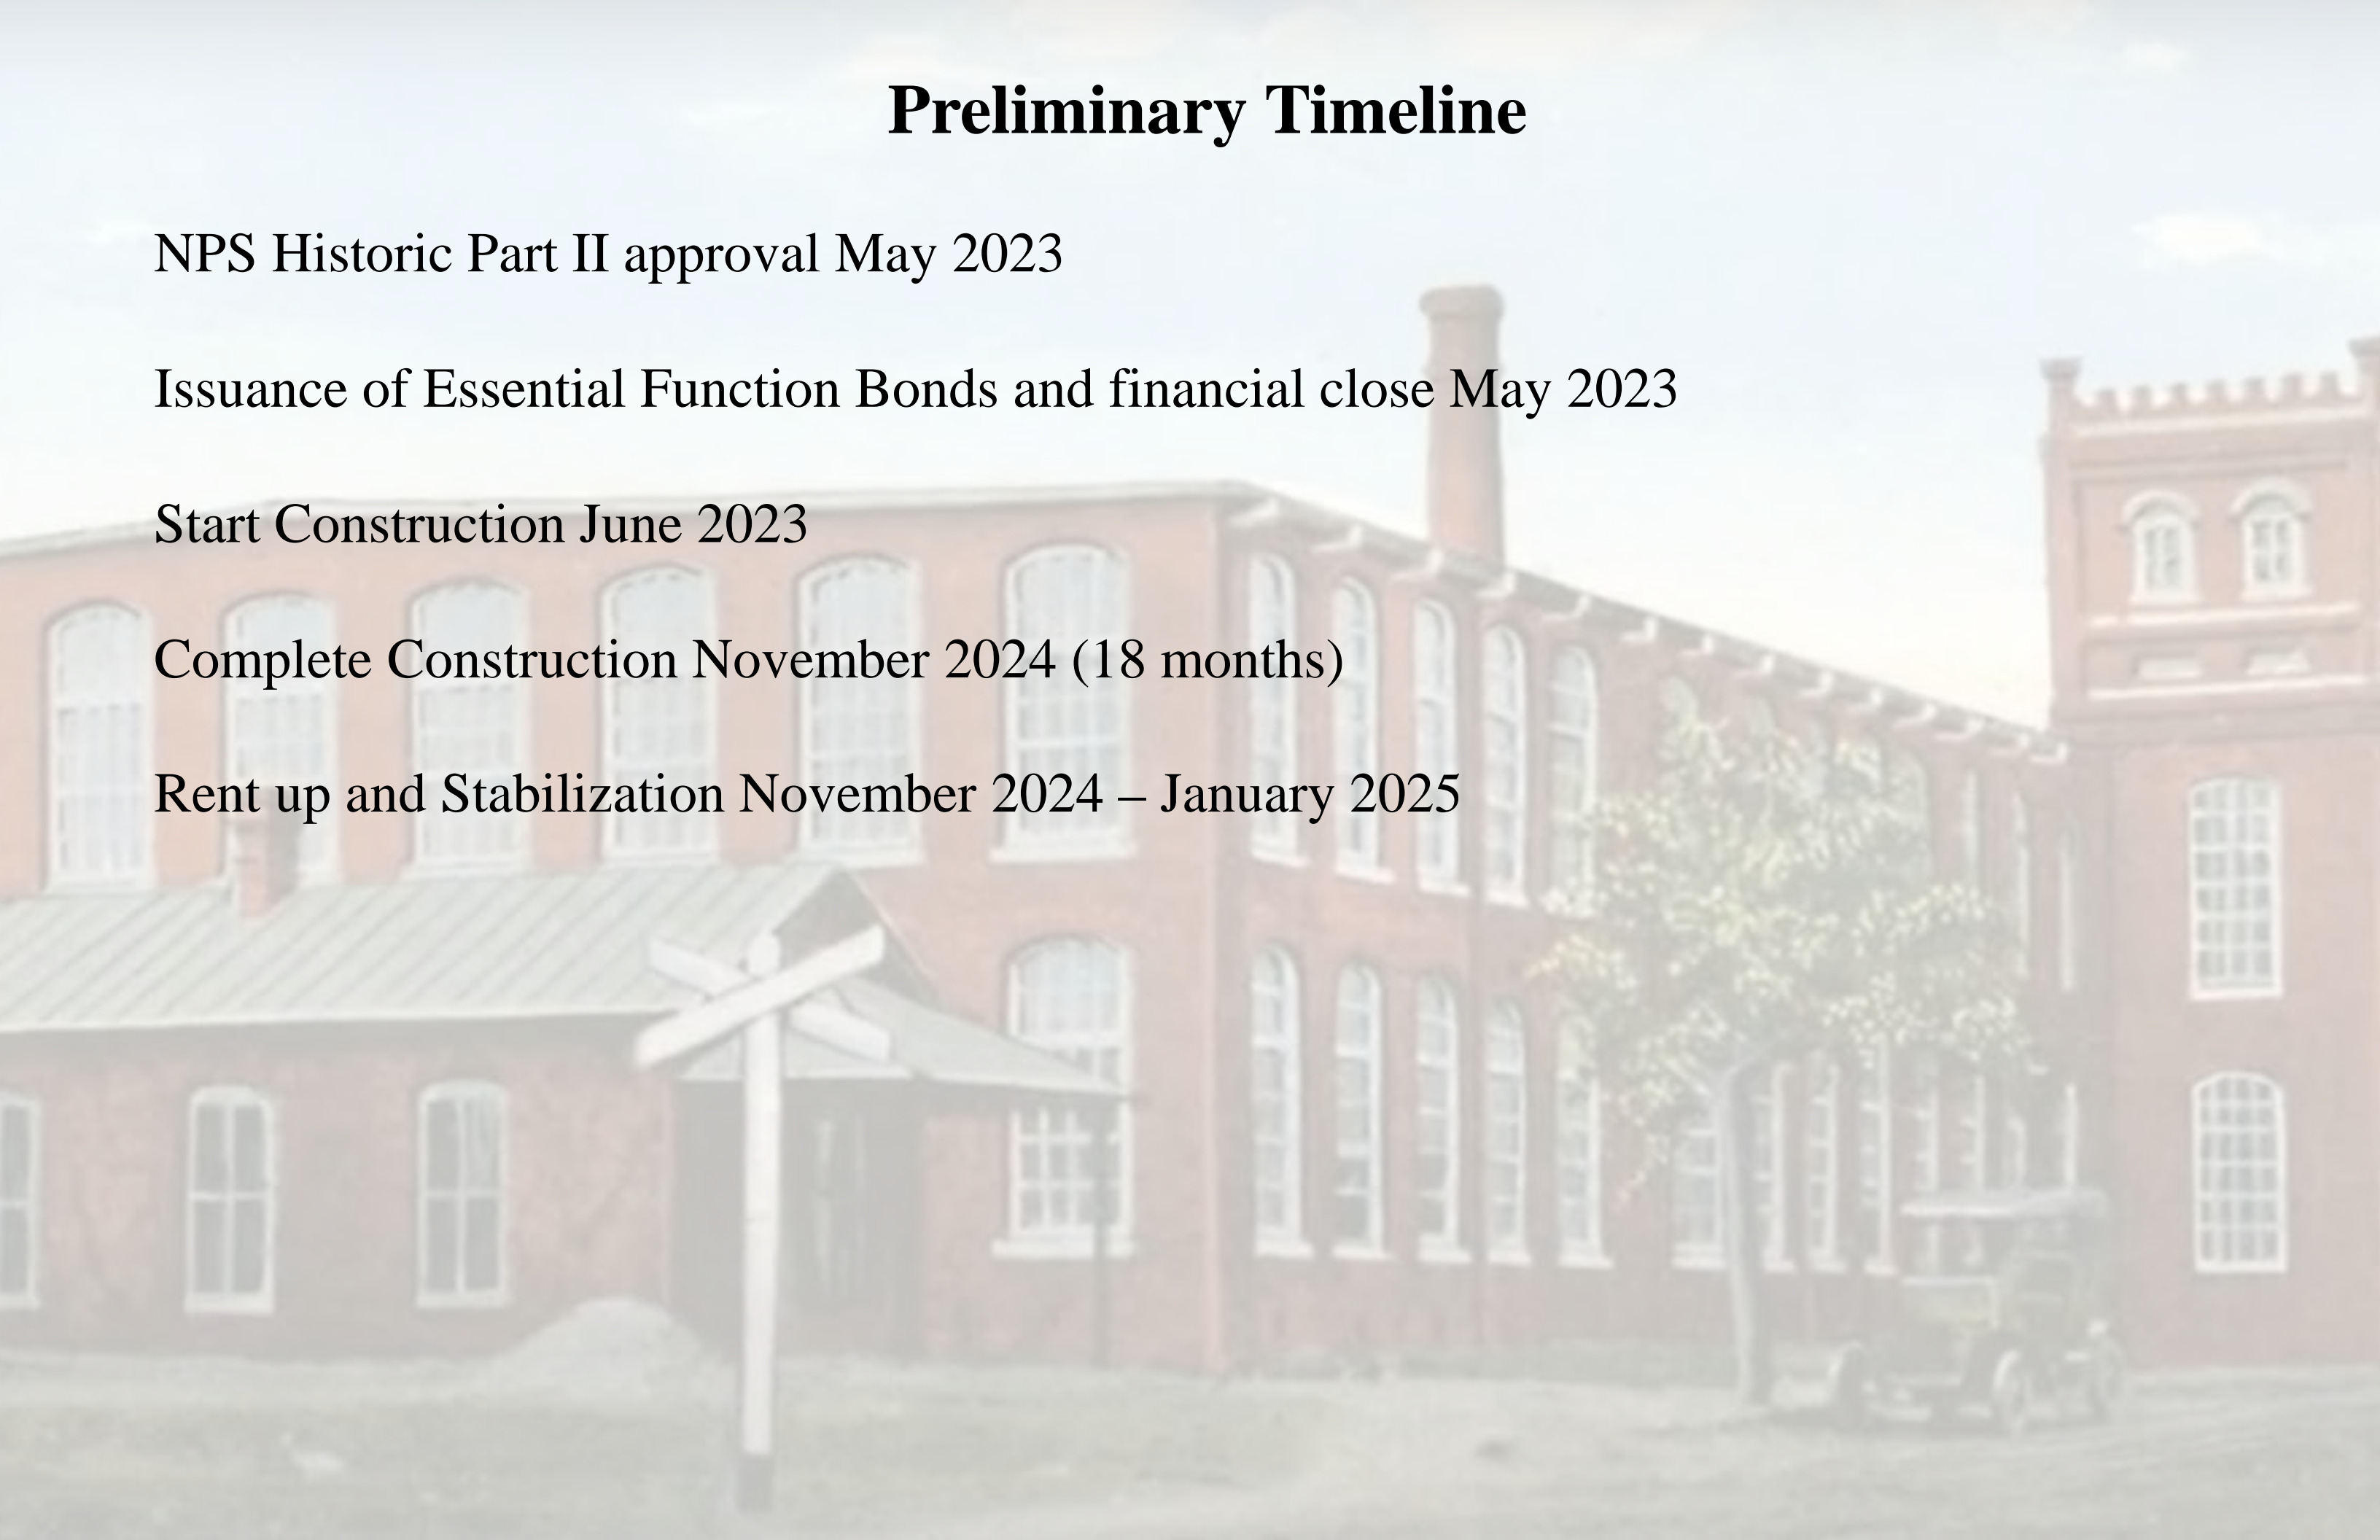 Preliminary Timeline
NPS Historic Part II approval May 2023
Issuance of Essential Function Bonds and financial close May 2023
Start Construction June 2023
Complete Construction November 2024 (18 months)
Rent up and Stabilization November 2024 – January 2025